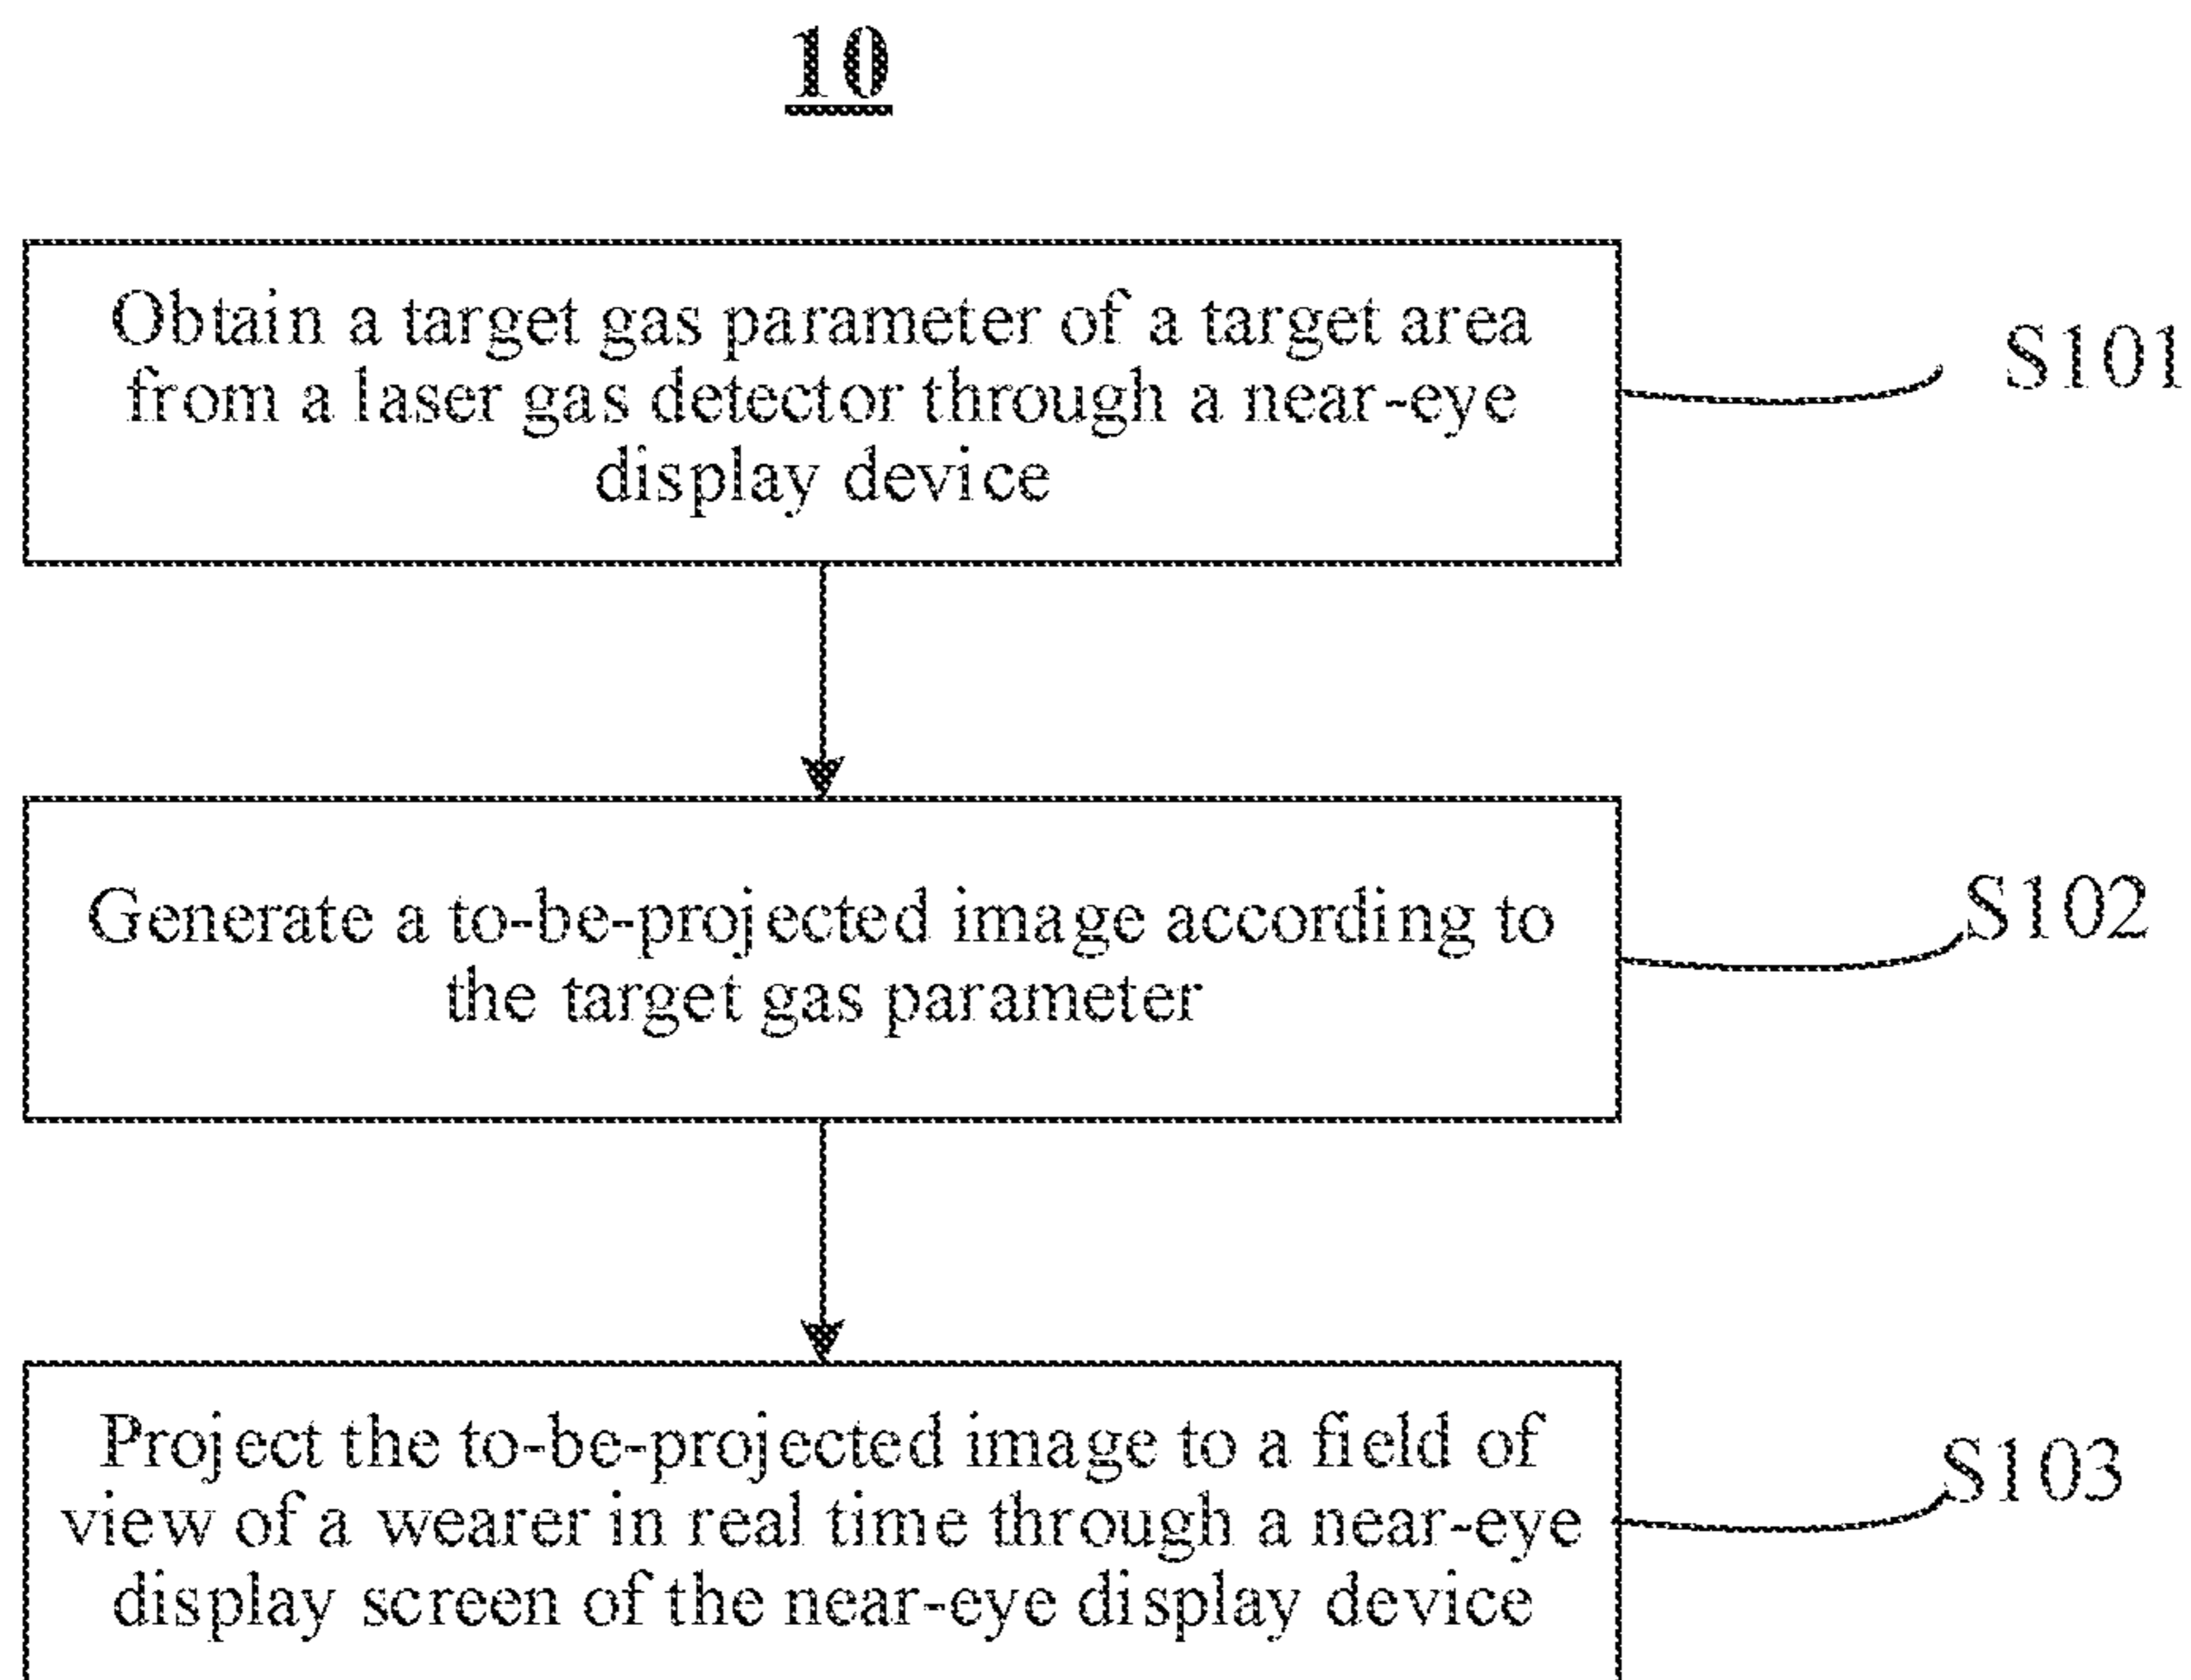 10
Obtain a target gas parameter of a target area
from a laser gas detector through a near-eye
display device
S101
Generate a to-be-projected image according to
the target gas parameter
S102
Project the to-be-projected image to a field of
view of a wearer in real time through a near-eye
display screen of the near-eye display device
S103